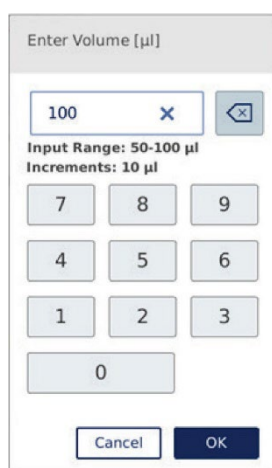 Enter Volume [µl]
100
Input Range: 50-100 µl
Increments: 10 µl
7 8 9
4 5 6
1 2 3
0
Cancel OK